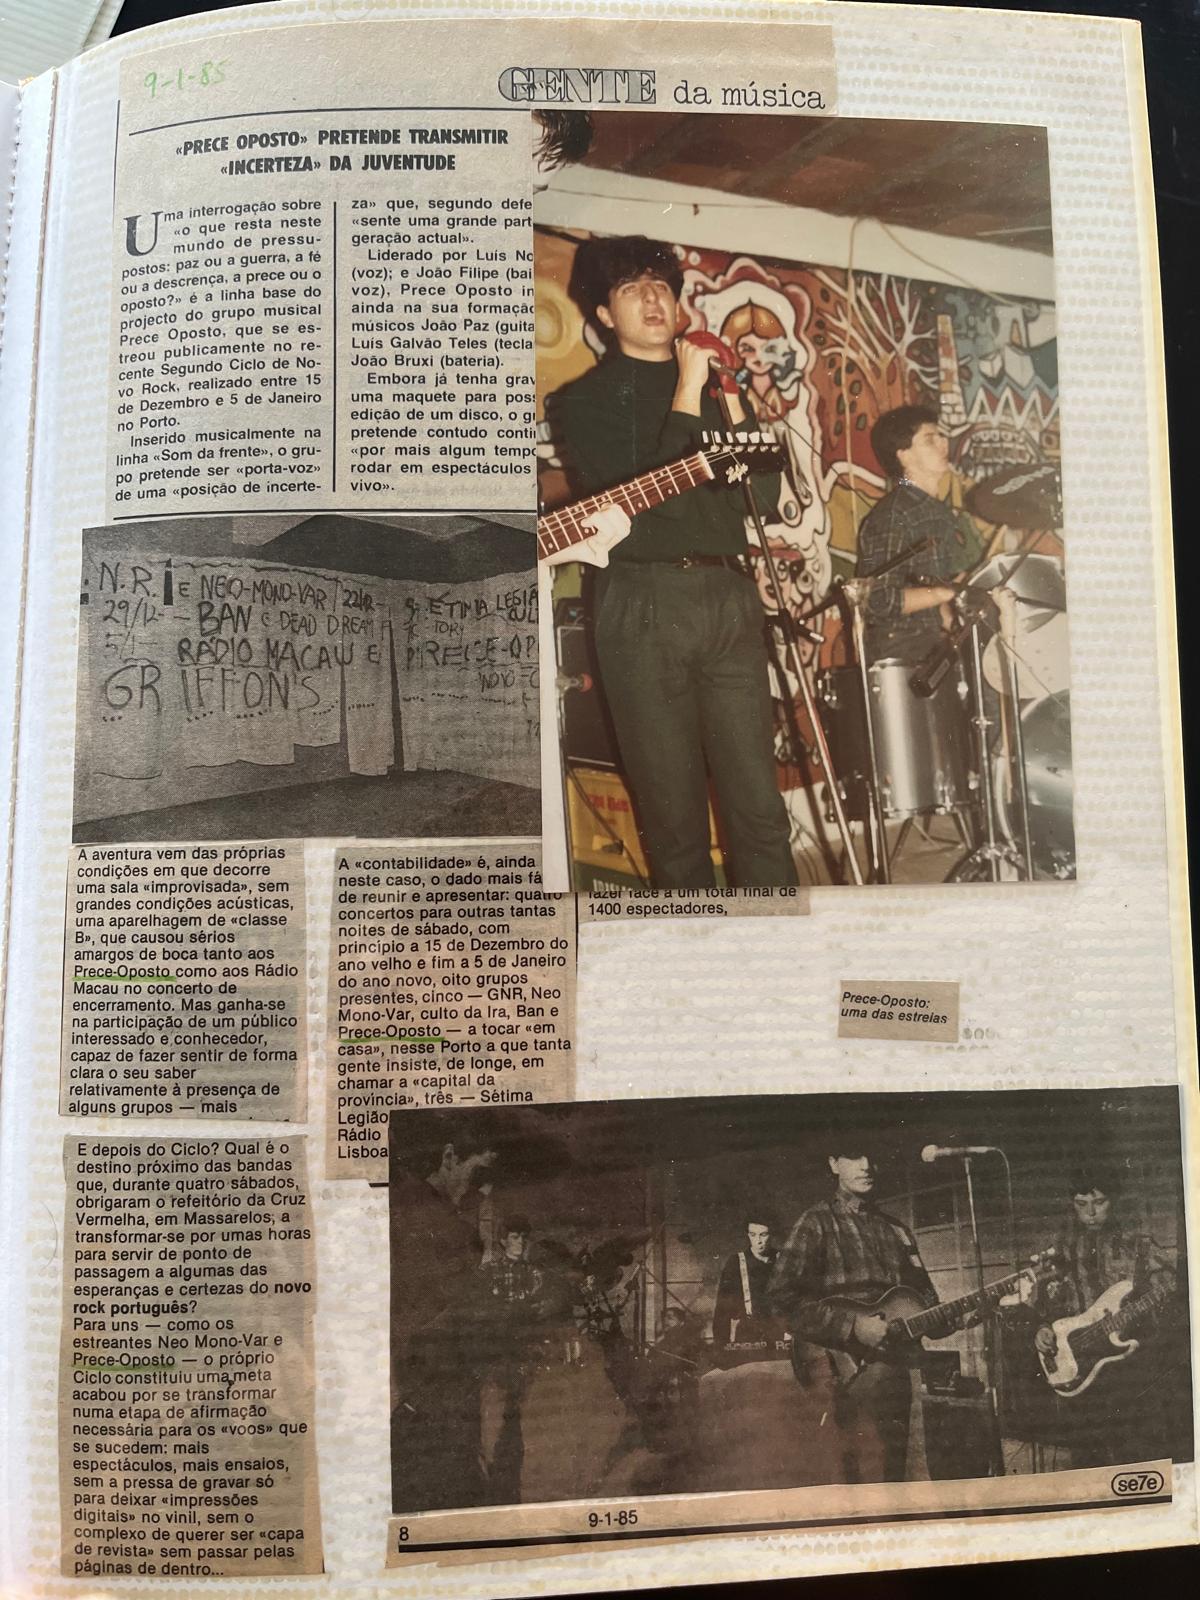 9-1-85
GENTE da música
«PRECE OPOSTO» PRETENDE TRANSMITIR
«INCERTEZA» DA JUVENTUDE
Uma interrogação sobre
«o que resta neste
mundo de pressu-
postos: paz ou a guerra, a fé
ou a descrença, a prece ou o
oposto?» é a linha base do
projecto do grupo musical
Prece Oposto, que se es-
treou publicamente no re-
cente Segundo Ciclo de No-
vo Rock, realizado entre 15
de Dezembro e 5 de Janeiro
no Porto.
Inserido musicalmente na
linha «Som da frente», o gru-
po pretende ser «porta-voz»
de uma «posição de incerte-
za» que, segundo defe
«sente uma grande part
geração actual».
Liderado por Luís No
(voz); e João Filipe (bai
voz), Prece Oposto in
ainda na sua formaçã
músicos João Paz (guita
Luís Galvão Teles (tecla
João Bruxi (bateria).
Embora já tenha grav
uma maquete para poss
edição de um disco, o gr
pretende contudo conti
«por mais algum temp
rodar em espectáculos
vivo».
N.R. E NEO-MONO-VAR 22/12-
29/12- - BAN E DEAD DREAM
5/1- RÁDIO MACAU E
GRIFFON'S
S. ÉTIMA LEGIÃ
PRECE-OP
A aventura vem das próprias
condições em que decorre
uma sala «improvisada», sem
grandes condições acústicas,
uma aparelhagem de «classe
B», que causou sérios
amargos de boca tanto aos
Prece-Oposto como aos Rádio
Macau no concerto de
encerramento. Mas ganha-se
na participação de um público
interessado e conhecedor,
capaz de fazer sentir de forma
clara o seu saber
relativamente à presença de
alguns grupos — mais
A «contabilidade» é, ainda
neste caso, o dado mais fá
de reunir e apresentar: quatro
concertos para outras tantas
noites de sábado, com
princípio a 15 de Dezembro do
ano velho e fim a 5 de Janeiro
do ano novo, oito grupos
presentes, cinco — GNR, Neo
Mono-Var, culto da Ira, Ban e
Prece-Oposto — a tocar «em
casa», nesse Porto a que tanta
gente insiste, de longe, em
chamar a «capital da
província», três — Sétima
Legião
Rádio
Lisboa
fazer face a um total final de
1400 espectadores,
Prece-Oposto:
uma das estreias
E depois do Ciclo? Qual é o
destino próximo das bandas
que, durante quatro sábados,
obrigaram o refeitório da Cruz
Vermelha, em Massarelos, a
transformar-se por umas horas
para servir de ponto de
passagem a algumas das
esperanças e certezas do novo
rock português?
Para uns — como os
estreantes Neo Mono-Var e
Prece-Oposto — o próprio
Ciclo constituiu uma meta
acabou por se transformar
numa etapa de afirmação
necessária para os «voos» que
se sucedem: mais
espectáculos, mais ensaios,
sem a pressa de gravar só
para deixar «impressões
digitais» no vinil, sem o
complexo de querer ser «capa
de revista» sem passar pelas
páginas de dentro...
se7e
8
9-1-85